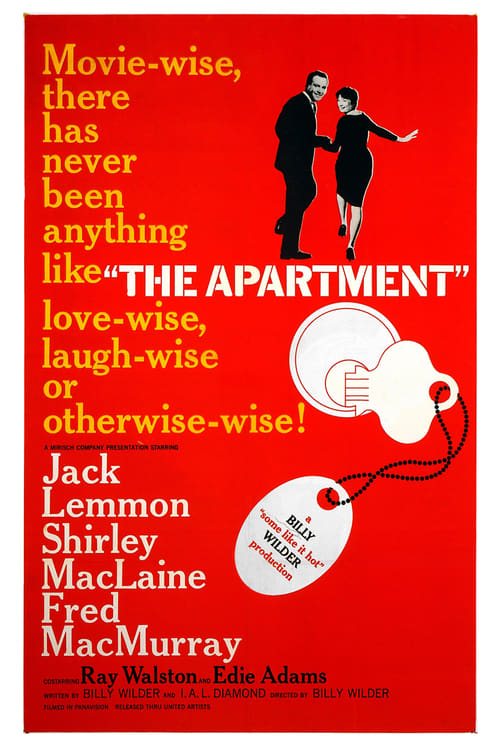 Movie-wise,
there
has
never
been
anything
like “THE APARTMENT”
love-wise,
laugh-wise
or
otherwise-wise!
A MIRISCH COMPANY PRESENTATION STARRING
Jack
Lemmon
Shirley
MacLaine
Fred
MacMurray
a
BILLY
"some like it hot"
WILDER
production
COSTARRING Ray Walston AND Edie Adams
WRITTEN BY BILLY WILDER AND I.A.L. DIAMOND DIRECTED BY BILLY WILDER
FILMED IN PANAVISION RELEASED THRU UNITED ARTISTS